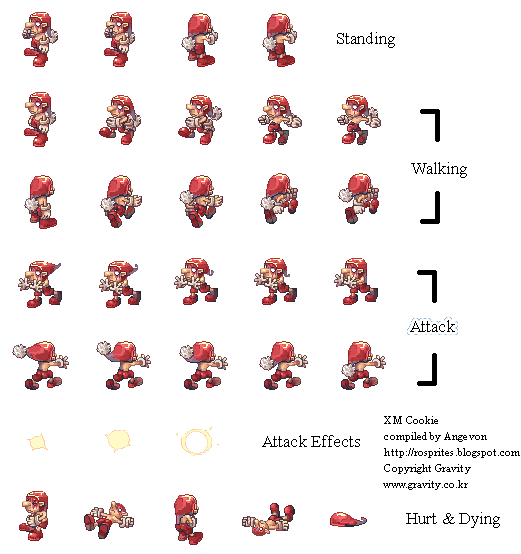 Standing
Walking
Attack
Attack Effects
XM Cookie
compiled by Angevon
http://rosprites.blogspot.com
Copyright Gravity
www.gravity.co.kr
Hurt & Dying